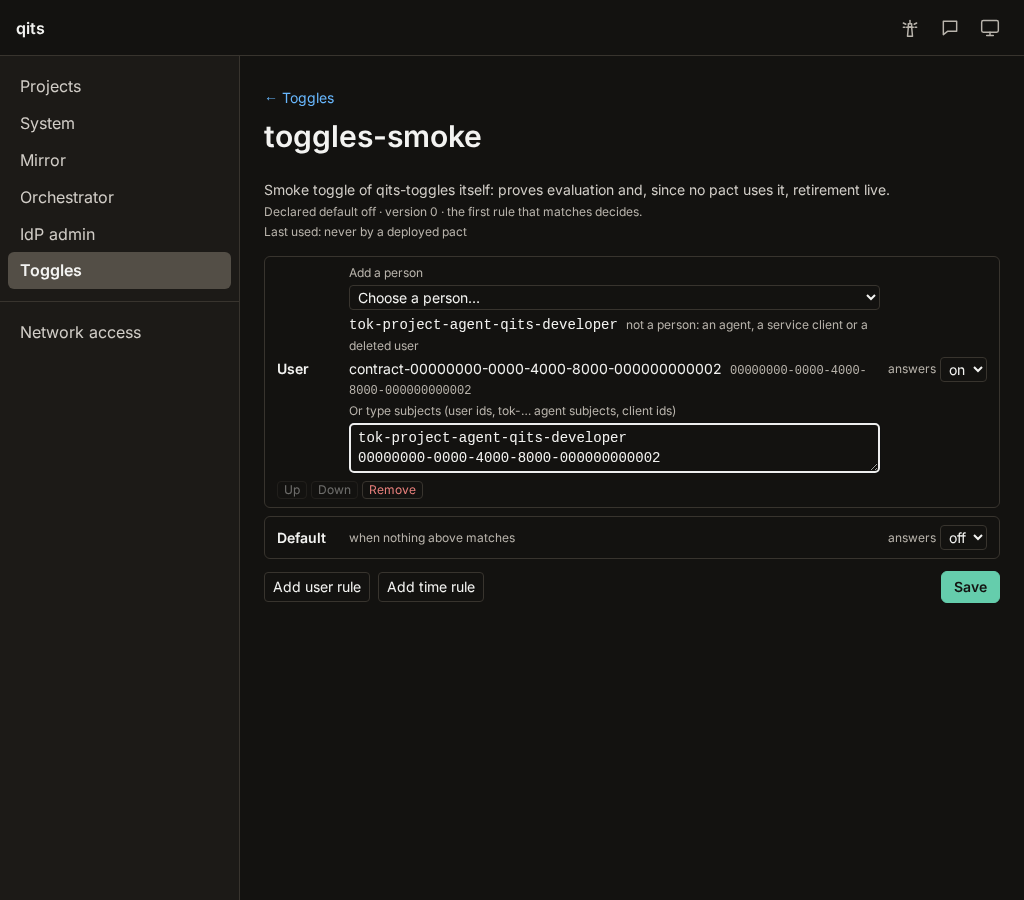 qits
Projects
System
Mirror
Orchestrator
IdP admin
Toggles
Network access
← Toggles
toggles-smoke
Smoke toggle of qits-toggles itself: proves evaluation and, since no pact uses it, retirement live.
Declared default off · version 0 · the first rule that matches decides.
Last used: never by a deployed pact
Add a person
Choose a person...
tok-project-agent-qits-developer not a person: an agent, a service client or a
deleted user
User
contract-00000000-0000-4000-8000-000000000002 00000000-0000-4000-
8000-000000000002
answers on
Or type subjects (user ids, tok-... agent subjects, client ids)
tok-project-agent-qits-developer
00000000-0000-4000-8000-000000000002
Up Down Remove
Default when nothing above matches answers off
Add user rule Add time rule Save